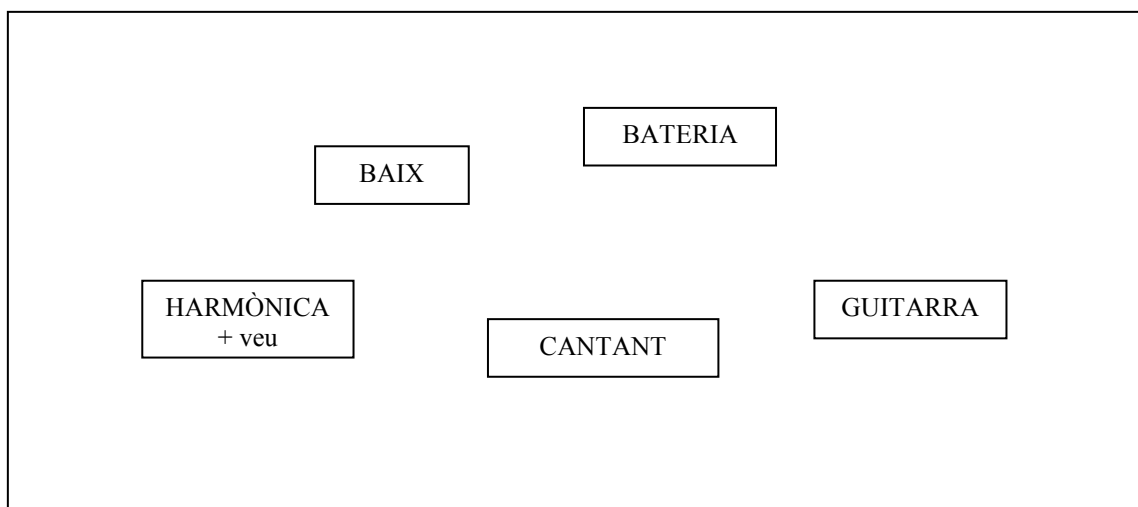 BATERIA
BAIX
HARMÒNICA
+ veu
CANTANT
GUITARRA